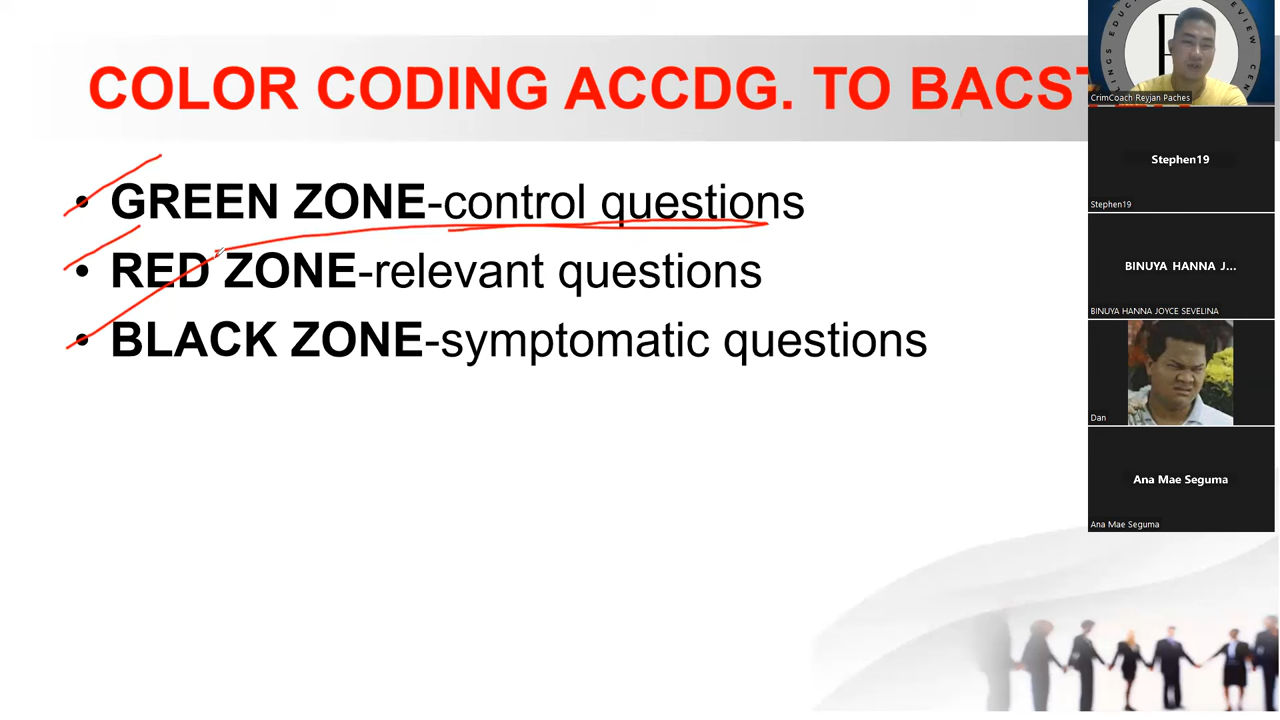 COLOR CODING ACCDG. TO BACST
• GREEN ZONE-control questions
• RED ZONE-relevant questions
• BLACK ZONE-symptomatic questions
CrimCoach Reyjan Paches
Stephen19
Stephen19
BINUYA HANNA J...
BINUYA HANNA JOYCE SEVELINA
Dan
Ana Mae Seguma
Ana Mae Seguma